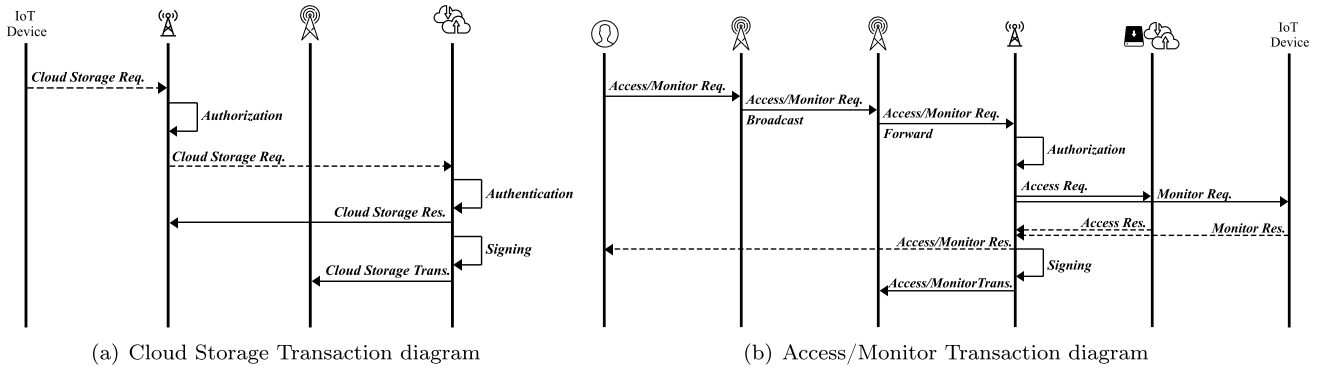 IoT
Device
Cloud Storage Req.
Authorization
Cloud Storage Req.
Authentication
Cloud Storage Res.
Signing
Cloud Storage Trans.
(a) Cloud Storage Transaction diagram
IoT
Device
Access/Monitor Req.
Access/Monitor Req.
Broadcast
Access/Monitor Req.
Forward
Authorization
Access Req.
Monitor Req.
Access Res.
Monitor Res.
Access/Monitor Res.
Signing
Access/MonitorTrans.
(b) Access/Monitor Transaction diagram